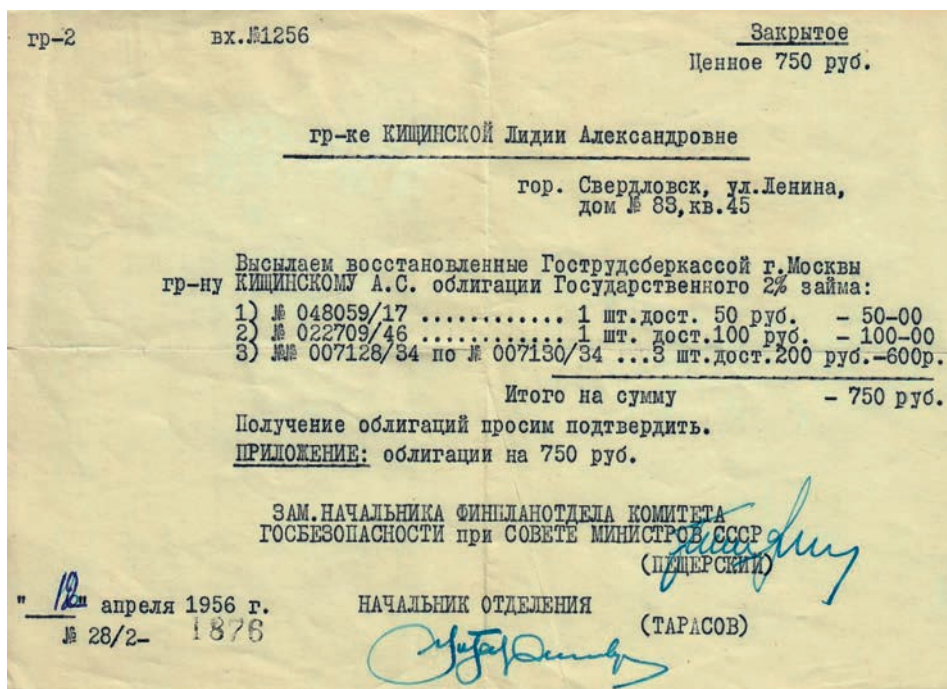 гр-2 вх.№1256 Закрытое
Ценное 750 руб.
гр-ке КИЩИНСКОЙ Лидии Александровне
гор. Свердловск, ул.Ленина,
дом № 83,кв.45
Высылаем восстановленные Гострудсберкассой г.Москвы
гр-ну КИЩИНСКОМУ А.С. облигации Государственного 2% займа:
1) № 048059/17 ............ 1 шт.дост. 50 руб. - 50-00
2) № 022709/46 ............ 1 шт. дост.100 руб. - 100-00
3) №№ 007128/34 по № 007130/34 ...3 шт.дост.200 руб.-600р.
Итого на сумму - 750 руб.
Получение облигаций просим подтвердить.
ПРИЛОЖЕНИЕ: облигации на 750 руб.
ЗАМ.НАЧАЛЬНИКА ФИНПЛАНОТДЕЛА КОМИТЕТА
ГОСБЕЗОПАСНОСТИ при СОВЕТЕ МИНИСТРОВ СССР
(ПЕЩЕРСКИЙ)
"12" апреля 1956 г. НАЧАЛЬНИК ОТДЕЛЕНИЯ
(ТАРАСОВ)
№ 28/2- 1876